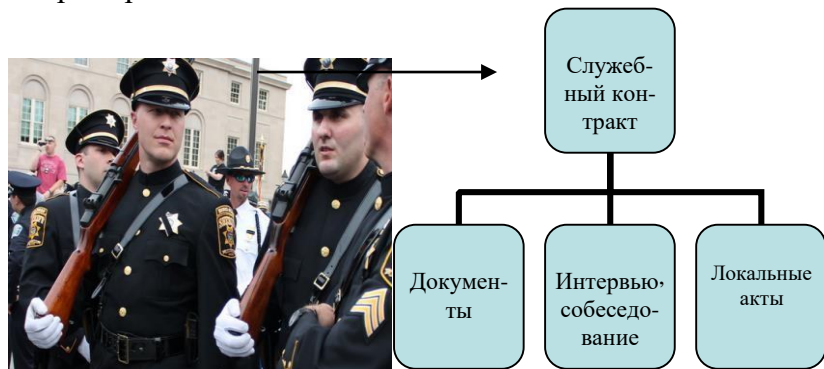 Служеб-
ный кон-
тракт
Докумен-
ты
Интервью,
собеседо-
вание
Локальные
акты